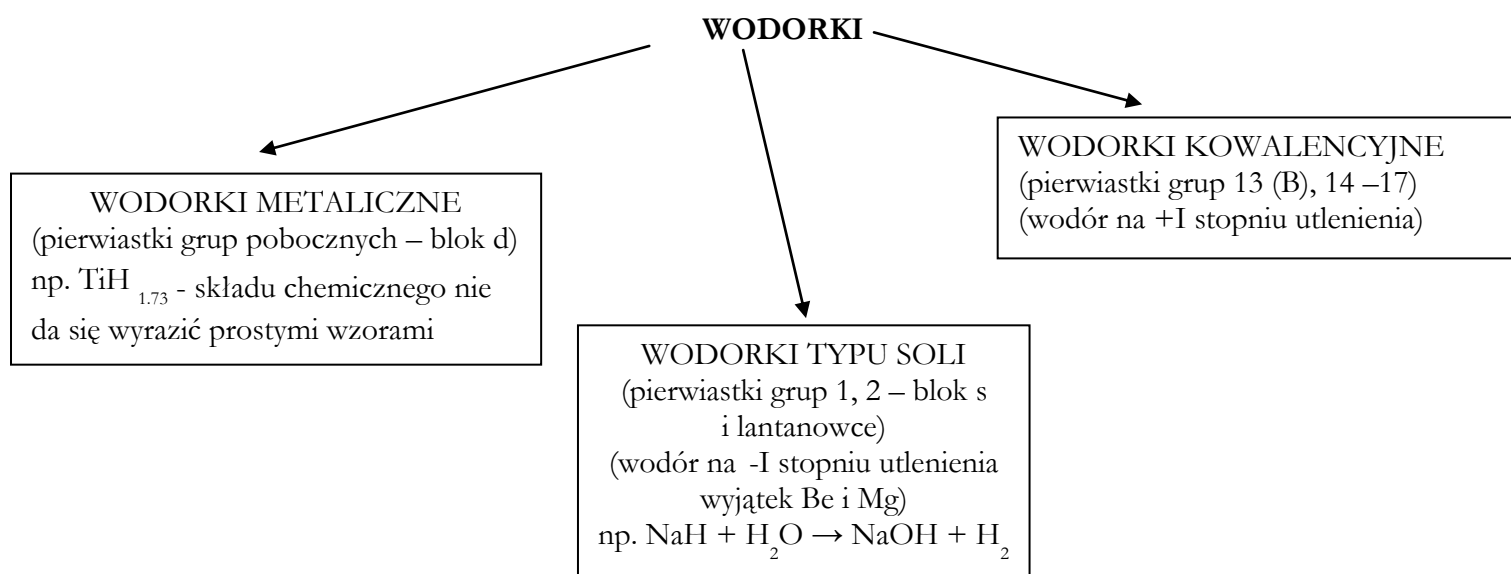 WODORKI
WODORKI METALICZNE
(pierwiastki grup pobocznych – blok d)
np. TiH 1.73 - składu chemicznego nie
da się wyrazić prostymi wzorami
WODORKI TYPU SOLI
(pierwiastki grup 1, 2 – blok s
i lantanowce)
(wodór na -I stopniu utlenienia
wyjątek Be i Mg)
np. NaH + H2O → NaOH + H2
WODORKI KOWALENCYJNE
(pierwiastki grup 13 (B), 14 –17)
(wodór na +I stopniu utlenienia)